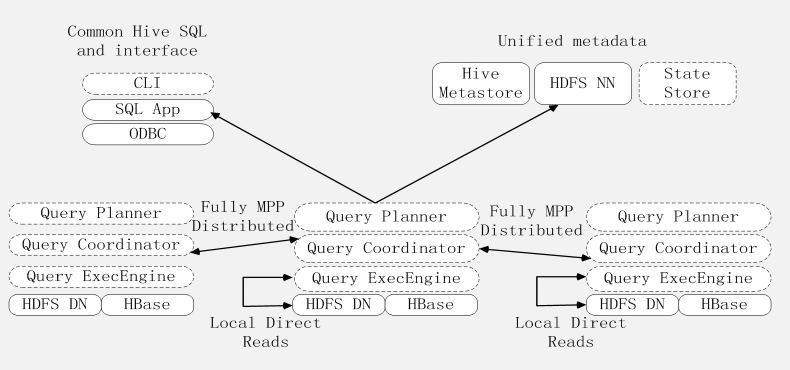 Common Hive SQL
and interface
CLI
SQL App
ODBC
Unified metadata
Hive
Metastore
HDFS NN
State
Store
Query Planner
Query Coordinator
Query ExecEngine
HDFS DN
HBase
Fully MPP
Distributed
Query Planner
Query Coordinator
Query ExecEngine
HDFS DN
HBase
Local Direct
Reads
Fully MPP
Distributed
Query Planner
Query Coordinator
Query ExecEngine
HDFS DN
HBase
Local Direct
Reads